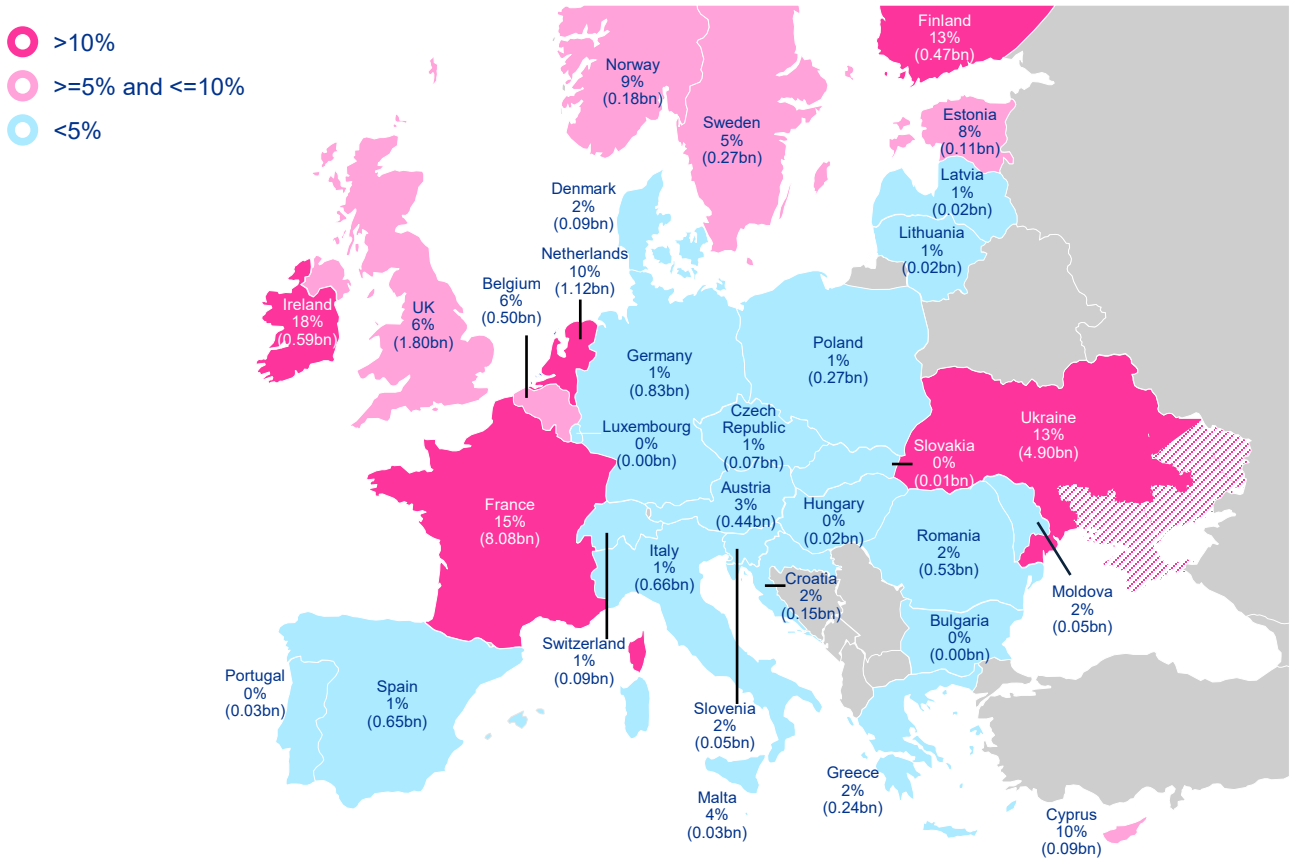 >10%
>=5% and <=10%
<5%
Finland
13%
(0.47bn)
Norway
9%
(0.18bn)
Sweden
5%
(0.27bn)
Estonia
8%
(0.11bn)
Latvia
1%
(0.02bn)
Lithuania
1%
(0.02bn)
Denmark
2%
(0.09bn)
Netherlands
10%
(1.12bn)
Belgium
6%
(0.50bn)
Ireland
18%
(0.59bn)
UK
6%
(1.80bn)
Germany
1%
(0.83bn)
Poland
1%
(0.27bn)
Luxembourg
0%
(0.00bn)
Czech
Republic
1%
(0.07bn)
Slovakia
0%
(0.01bn)
Ukraine
13%
(4.90bn)
France
15%
(8.08bn)
Austria
3%
(0.44bn)
Hungary
0%
(0.02bn)
Romania
2%
(0.53bn)
Italy
1%
(0.66bn)
Croatia
2%
(0.15bn)
Moldova
2%
(0.05bn)
Bulgaria
0%
(0.00bn)
Switzerland
1%
(0.09bn)
Portugal
0%
(0.03bn)
Spain
1%
(0.65bn)
Slovenia
2%
(0.05bn)
Greece
2%
(0.24bn)
Malta
4%
(0.03bn)
Cyprus
10%
(0.09bn)